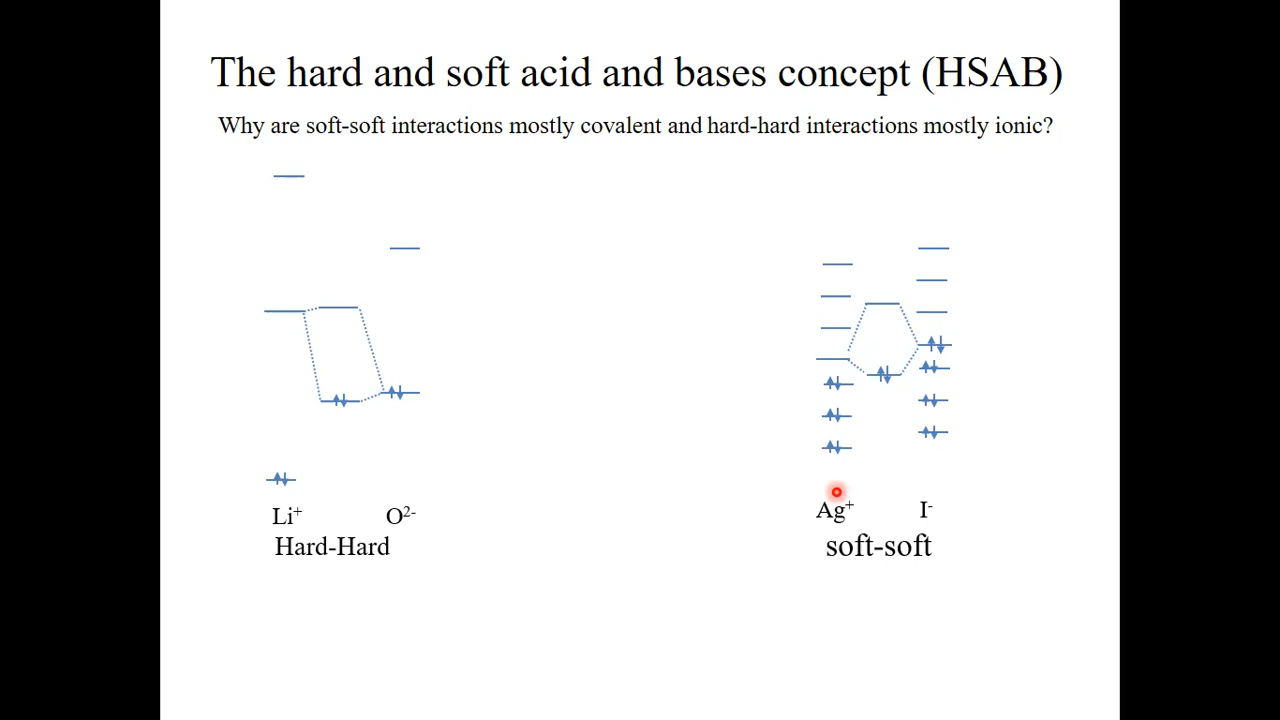 The hard and soft acid and bases concept (HSAB)
Why are soft-soft interactions mostly covalent and hard-hard interactions mostly ionic?
Li⁺ O²⁻
Hard-Hard
Ag⁺ I⁻
soft-soft